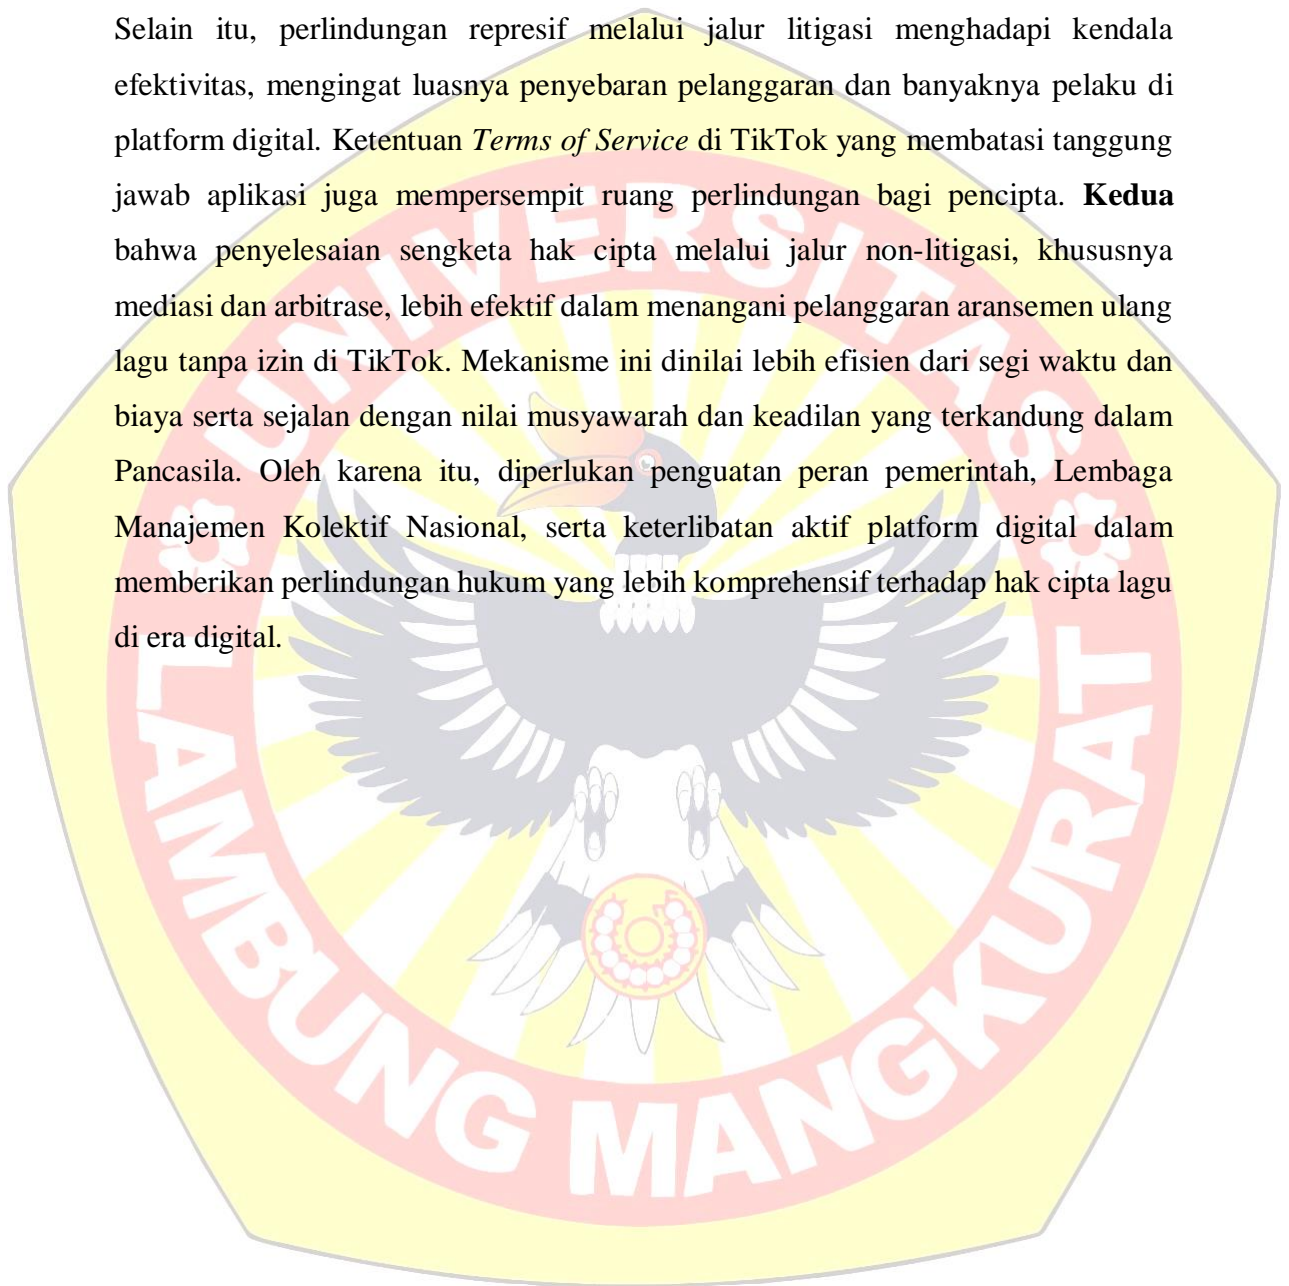 Selain itu, perlindungan represif melalui jalur litigasi menghadapi kendala
efektivitas, mengingat luasnya penyebaran pelanggaran dan banyaknya pelaku di
platform digital. Ketentuan Terms of Service di TikTok yang membatasi tanggung
jawab aplikasi juga mempersempit ruang perlindungan bagi pencipta. Kedua
bahwa penyelesaian sengketa hak cipta melalui jalur non-litigasi, khususnya
mediasi dan arbitrase, lebih efektif dalam menangani pelanggaran aransemen ulang
lagu tanpa izin di TikTok. Mekanisme ini dinilai lebih efisien dari segi waktu dan
biaya serta sejalan dengan nilai musyawarah dan keadilan yang terkandung dalam
Pancasila. Oleh karena itu, diperlukan penguatan peran pemerintah, Lembaga
Manajemen Kolektif Nasional, serta keterlibatan aktif platform digital dalam
memberikan perlindungan hukum yang lebih komprehensif terhadap hak cipta lagu
di era digital.
UNIVERSITAS
LAMBUNG MANGKURAT